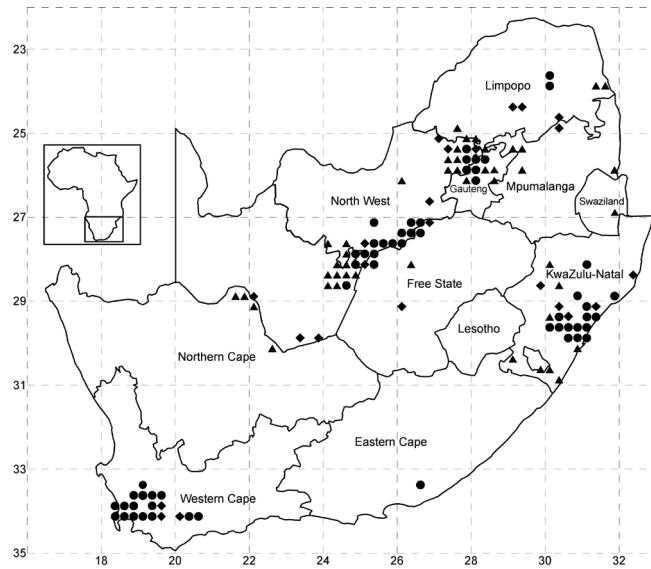 23
Limpopo
25
Gauteng
Mpumalanga
North West
Swaziland
27
KwaZulu-Natal
Free State
29
Lesotho
Northern Cape
31
Eastern Cape
33
Western Cape
35
18 20 22 24 26 28 30 32